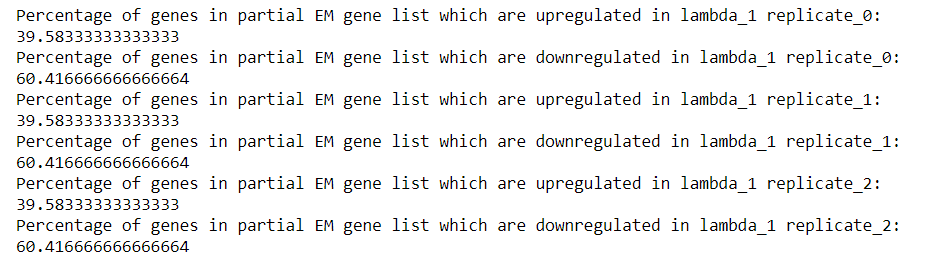 Percentage of genes in partial EM gene list which are upregulated in lambda_1 replicate_0:
39.58333333333333
Percentage of genes in partial EM gene list which are downregulated in lambda_1 replicate_0:
60.416666666666664
Percentage of genes in partial EM gene list which are upregulated in lambda_1 replicate_1:
39.58333333333333
Percentage of genes in partial EM gene list which are downregulated in lambda_1 replicate_1:
60.416666666666664
Percentage of genes in partial EM gene list which are upregulated in lambda_1 replicate_2:
39.58333333333333
Percentage of genes in partial EM gene list which are downregulated in lambda_1 replicate_2:
60.416666666666664